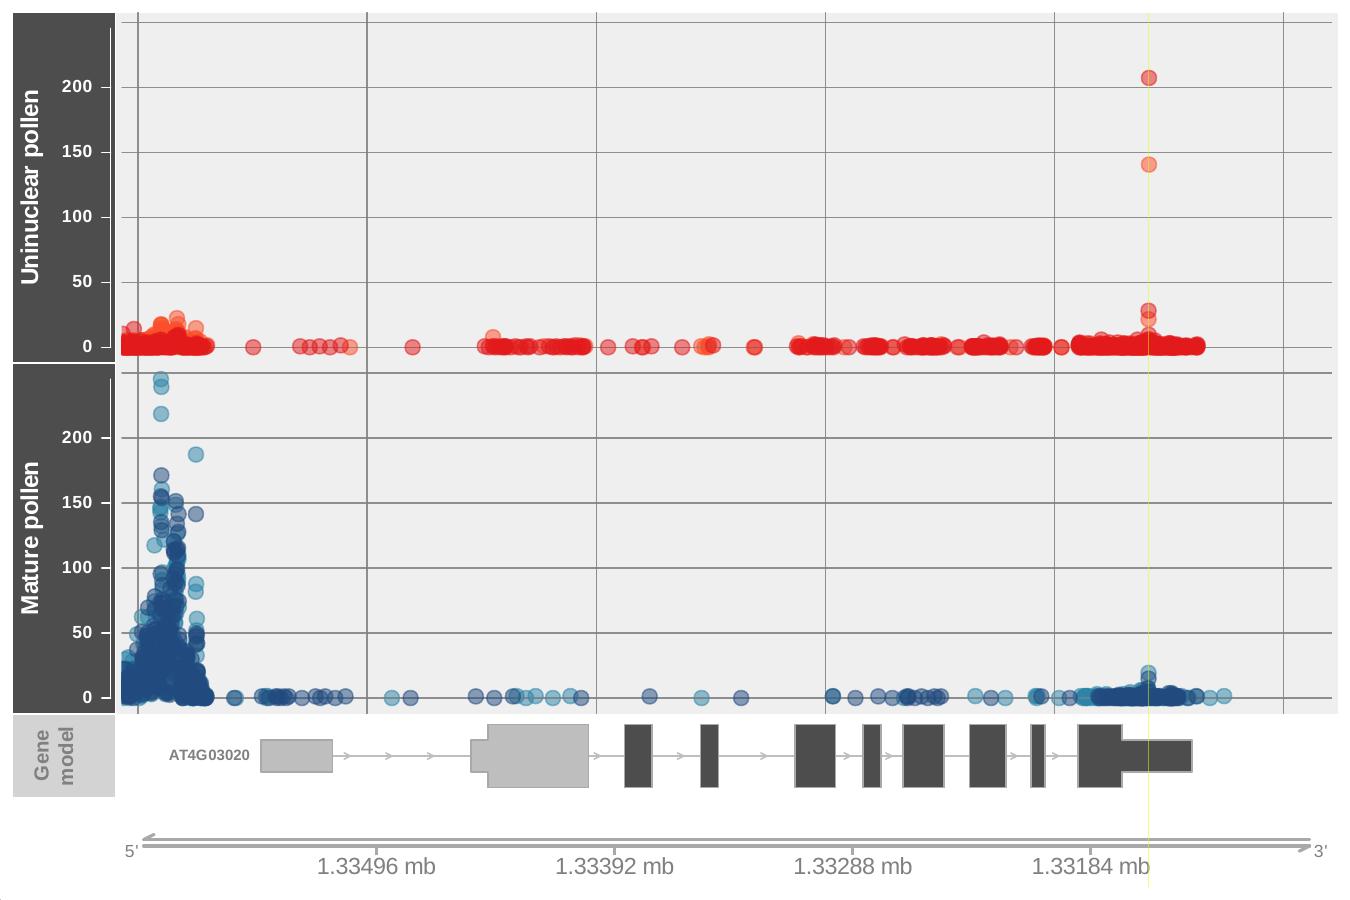 Uninuclear pollen
200
150
100
50
0
Mature pollen
200
150
100
50
0
Gene
model
AT4G03020
5'
3'
1.33496 mb
1.33392 mb
1.33288 mb
1.33184 mb